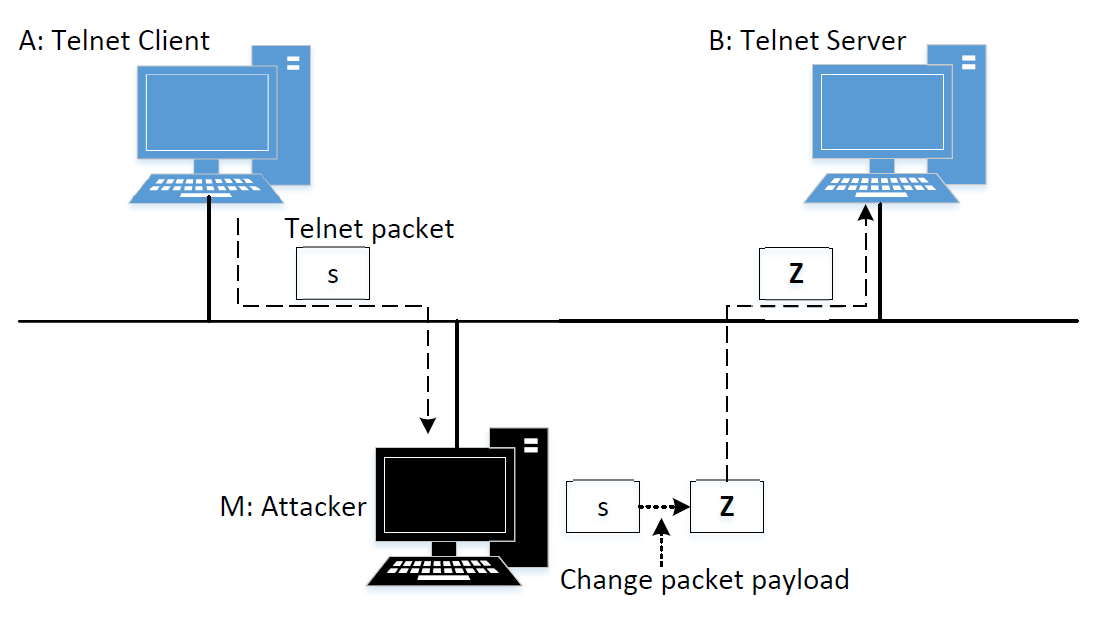 A: Telnet Client
B: Telnet Server
Telnet packet
s
Z
M: Attacker
s
Z
Change packet payload